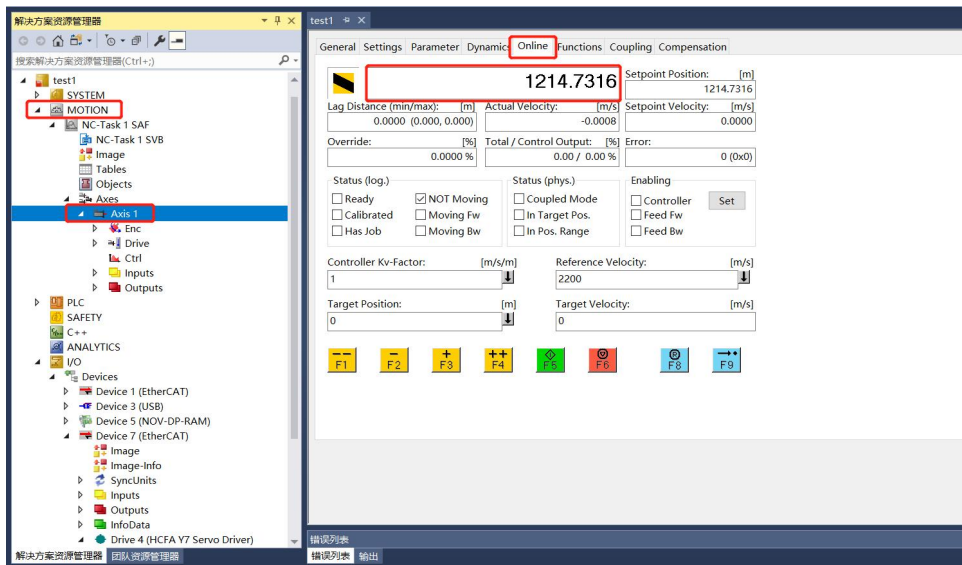 解决方案资源管理器
搜索解决方案资源管理器(Ctrl+;)
test1
SYSTEM
MOTION
NC-Task 1 SAF
NC-Task 1 SVB
Image
Tables
Objects
Axes
Axis 1
Enc
Drive
Ctrl
Inputs
Outputs
PLC
SAFETY
C++
ANALYTICS
I/O
Devices
Device 1 (EtherCAT)
Device 3 (USB)
Device 5 (NOV-DP-RAM)
Device 7 (EtherCAT)
Image
Image-Info
SyncUnits
Inputs
Outputs
InfoData
Drive 4 (HCFA Y7 Servo Driver)
解决方案资源管理器 团队资源管理器
test1
General Settings Parameter Dynamics Online Functions Coupling Compensation
1214.7316
Setpoint Position: [m]
1214.7316
Lag Distance (min/max): [m] Actual Velocity: [m/s] Setpoint Velocity: [m/s]
0.0000 (0.000, 0.000) -0.0008 0.0000
Override: [%] Total / Control Output: [%] Error:
0.0000 % 0.00 / 0.00 % 0 (0x0)
Status (log.) Status (phys.) Enabling
Ready NOT Moving Coupled Mode Controller Set
Calibrated Moving Fw In Target Pos. Feed Fw
Has Job Moving Bw In Pos. Range Feed Bw
Controller Kv-Factor: [m/s/m] Reference Velocity: [m/s]
1 2200
Target Position: [m] Target Velocity: [m/s]
0 0
F1 F2 F3 F4 F5 F6 F8 F9
错误列表
错误列表 输出